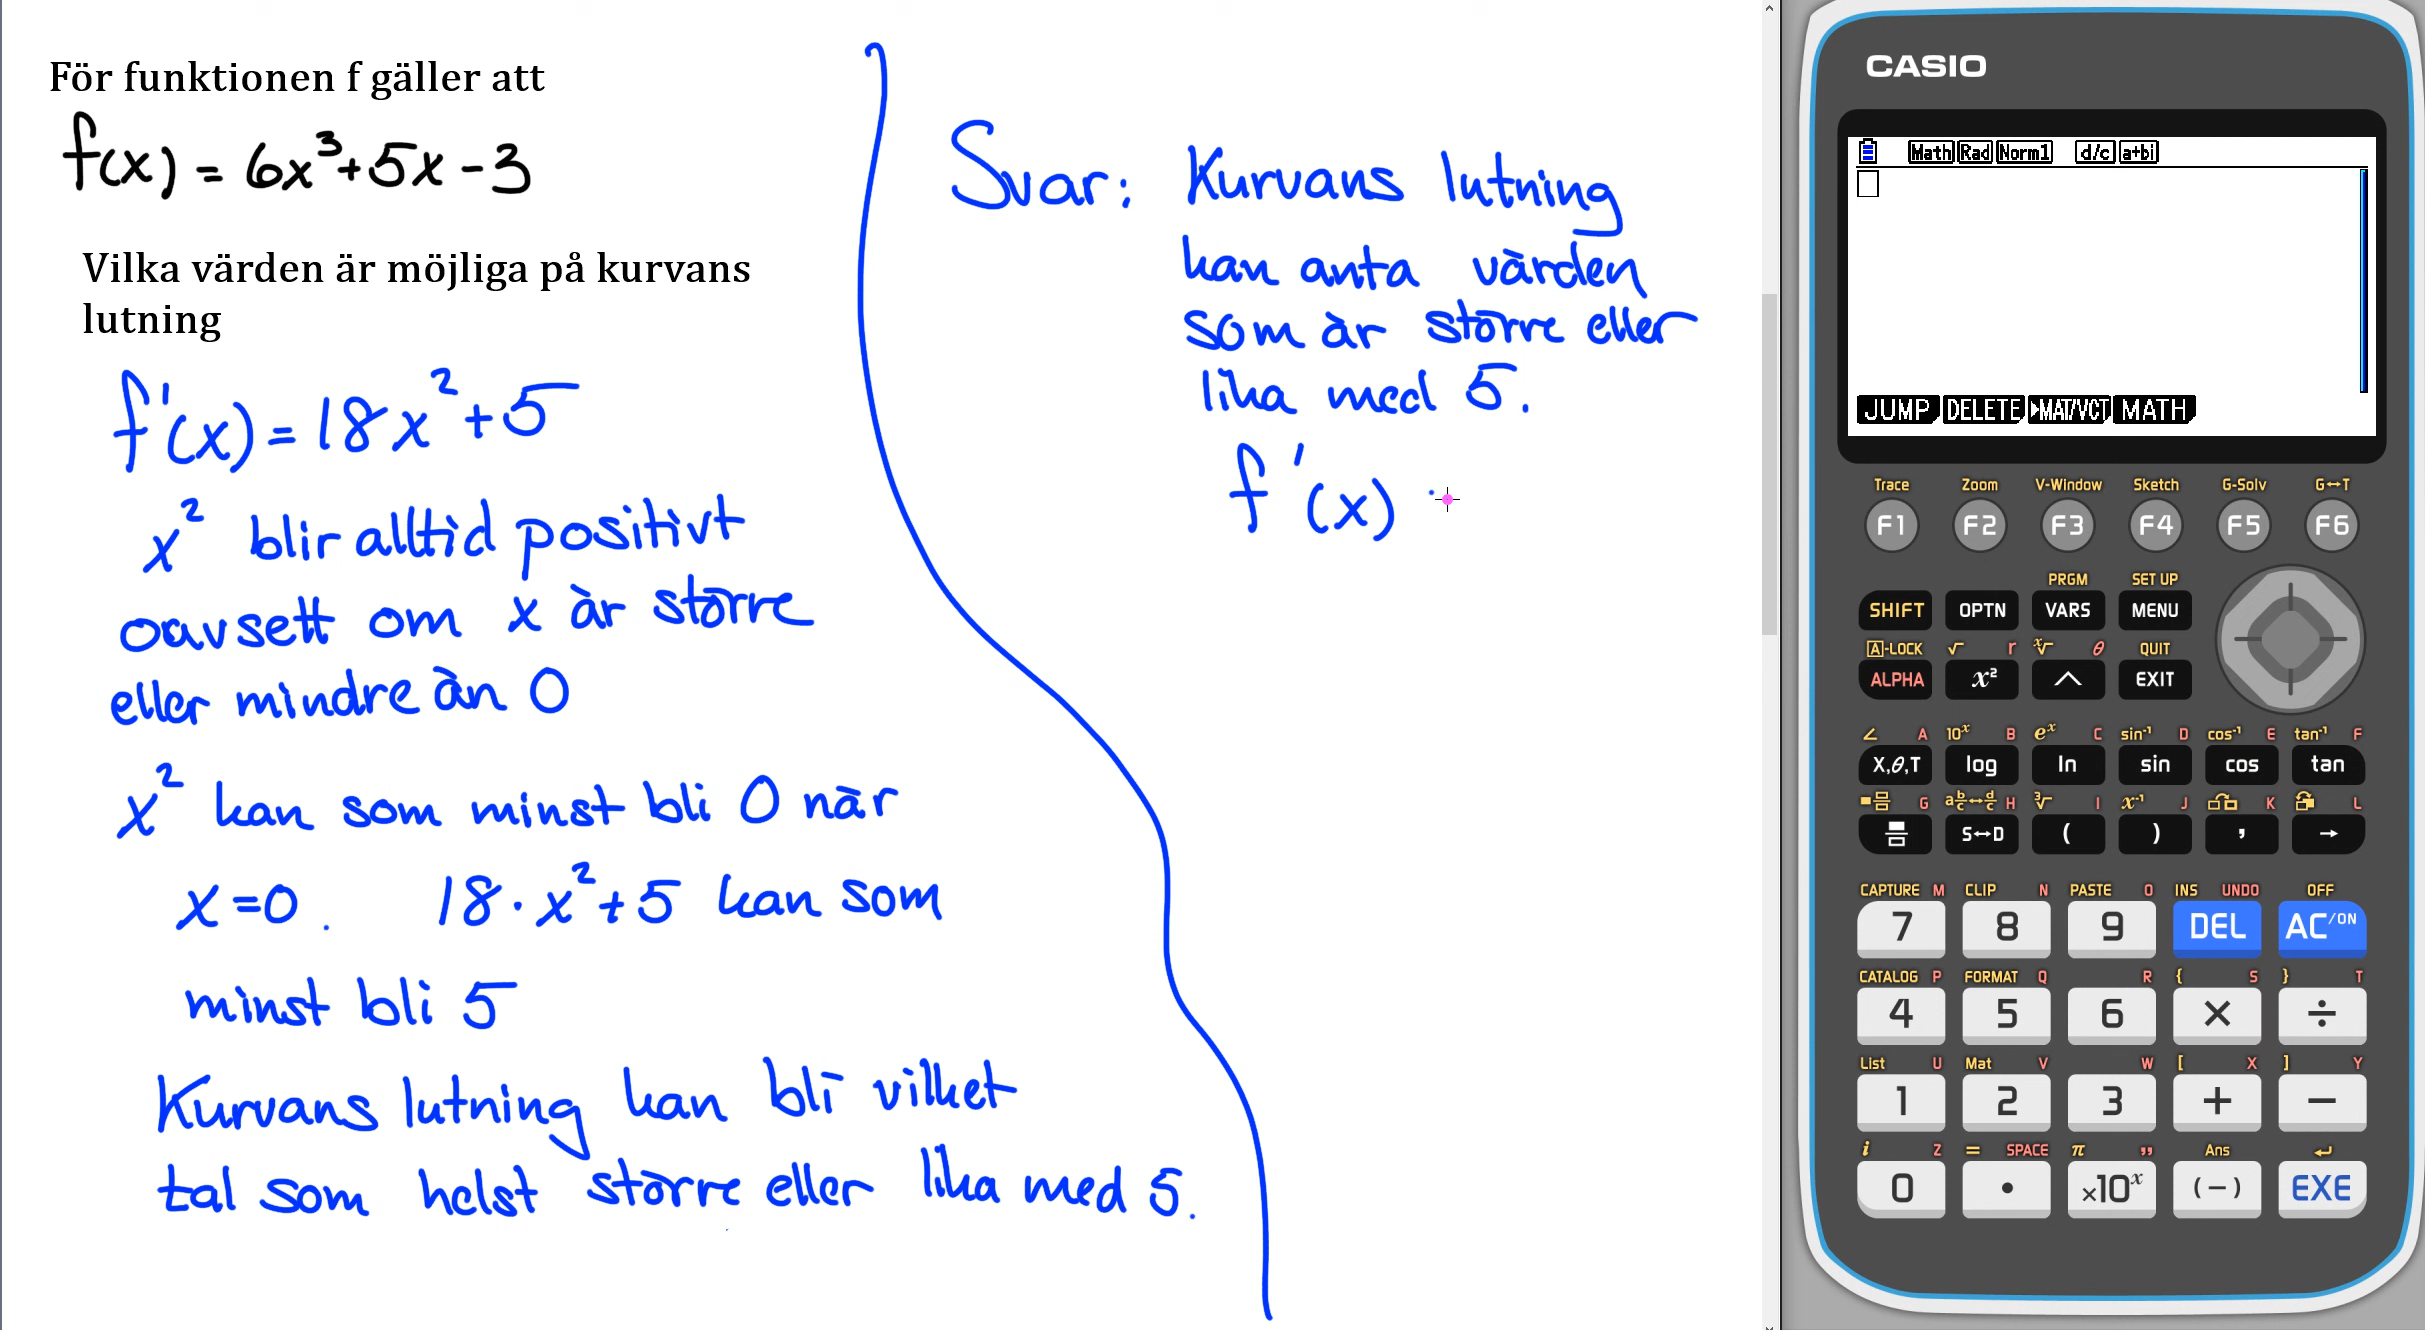 För funktionen f gäller att
f(x) = 6x³+5x-3
Vilka värden är möjliga på kurvans
lutning
f'(x)=18x²+5
x² blir alltid positivt
oavsett om x är större
eller mindre än 0
x² kan som minst bli 0 när
x=0. 18·x²+5 kan som
minst bli 5
Kurvans lutning kan bli vilket
tal som helst större eller lika med 5.
Svar: Kurvans lutning
kan anta värden
som är större eller
lika med 5.
f'(x)
CASIO
Math Rad Norm1 d/c a+bi
JUMP DELETE ▶MAT/VCT MATH
Trace Zoom V-Window Sketch G-Solv G↔T
F1 F2 F3 F4 F5 F6
PRGM SET UP
SHIFT OPTN VARS MENU
A-LOCK √ r ˣ√ θ QUIT
ALPHA x² ^ EXIT
∠ A 10ˣ B eˣ C sin⁻¹ D cos⁻¹ E tan⁻¹ F
X,θ,T log ln sin cos tan
G a b/c↔d/c H ³√ I x⁻¹ J K L
S↔D ( ) , →
CAPTURE M CLIP N PASTE O INS UNDO OFF
7 8 9 DEL AC/ON
CATALOG P FORMAT Q R { S } T
4 5 6 × ÷
List U Mat V W [ X ] Y
1 2 3 + −
i Z = SPACE π " Ans ↵
0 • ×10ˣ (−) EXE